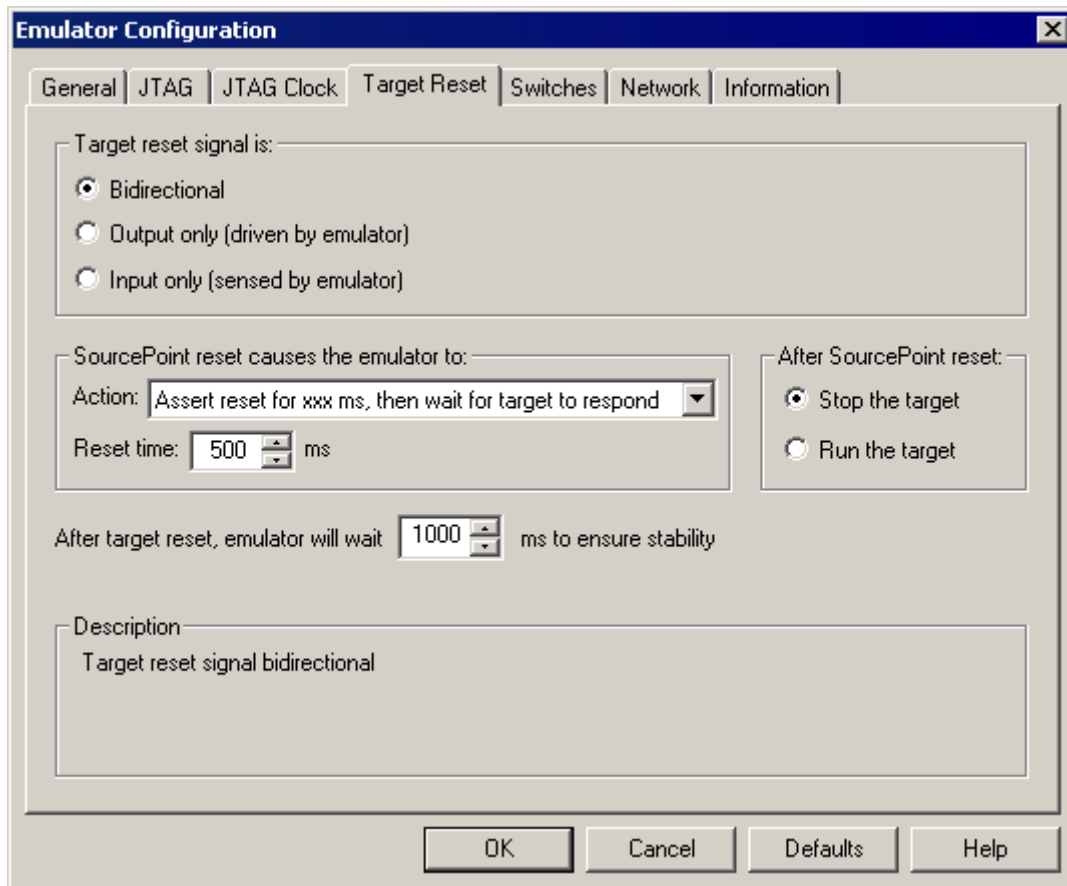 Emulator Configuration
General JTAG JTAG Clock Target Reset Switches Network Information
Target reset signal is:
Bidirectional
Output only (driven by emulator)
Input only (sensed by emulator)
SourcePoint reset causes the emulator to:
Action: Assert reset for xxx ms, then wait for target to respond
Reset time: 500 ms
After SourcePoint reset:
Stop the target
Run the target
After target reset, emulator will wait 1000 ms to ensure stability
Description
Target reset signal bidirectional
OK Cancel Defaults Help